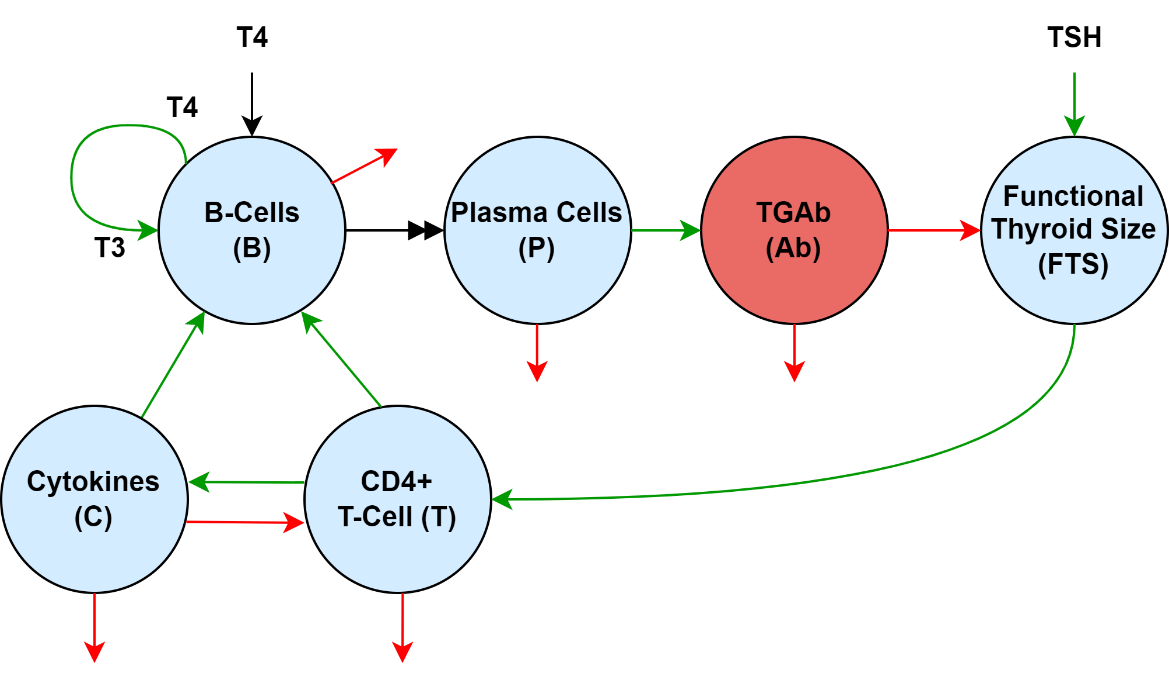 T4
TSH
T4
T3
B-Cells
(B)
Plasma Cells
(P)
TGAb
(Ab)
Functional
Thyroid Size
(FTS)
Cytokines
(C)
CD4+
T-Cell (T)